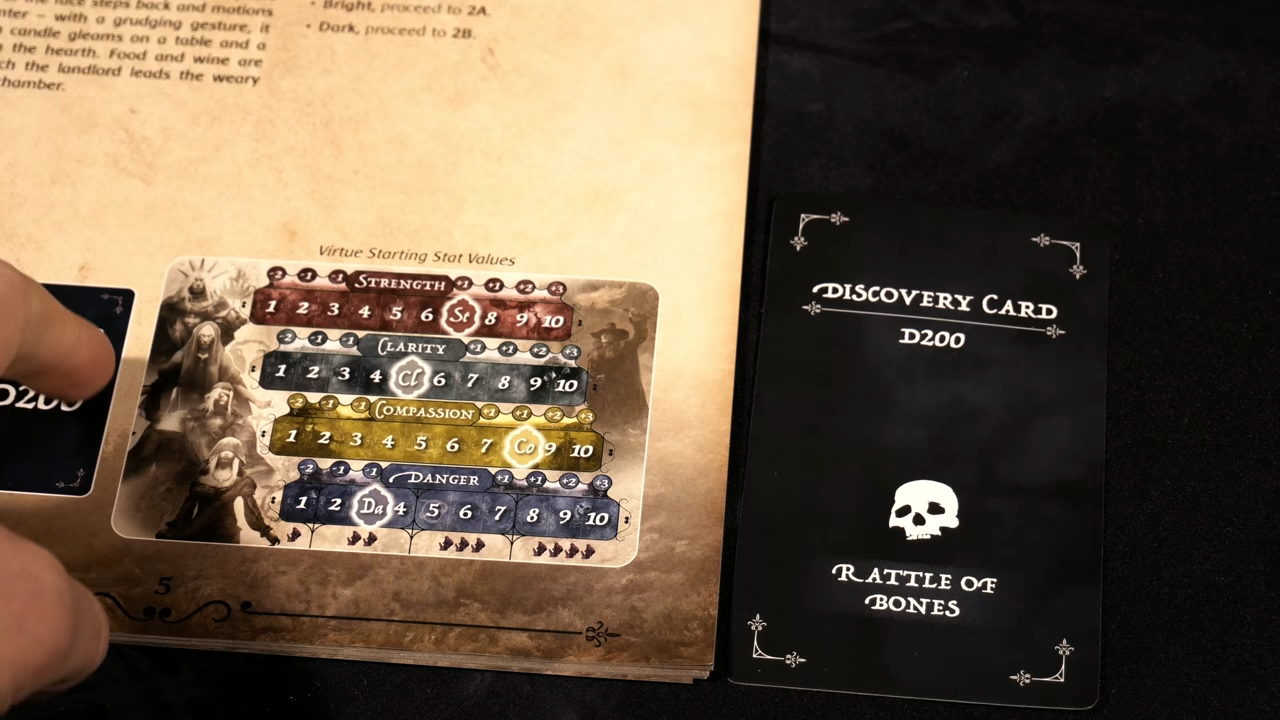 the face steps back and motions
– with a grudging gesture, it
candle gleams on a table and a
the hearth. Food and wine are
the landlord leads the weary
chamber.
• Bright, proceed to 2A.
• Dark, proceed to 2B.
Virtue Starting Stat Values
-2 -1 -1 STRENGTH +1 +1 +2 +3
1 2 3 4 5 6 St 8 9 10
-2 -1 -1 CLARITY +1 +1 +2 +3
1 2 3 4 Cl 6 7 8 9 10
-2 -1 -1 COMPASSION +1 +1 +2 +3
1 2 3 4 5 6 7 Co 9 10
-2 -1 -1 DANGER +1 +1 +2 +3
1 2 Da 4 5 6 7 8 9 10
5
D200
DISCOVERY CARD
D200
RATTLE OF
BONES